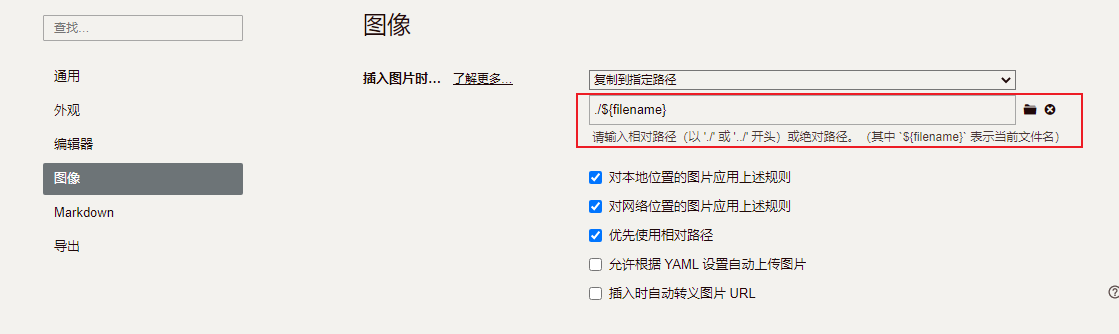 图像
查找...
插入图片时... 了解更多... 复制到指定路径
通用
./${filename}
外观
请输入相对路径（以 './' 或 '../' 开头）或绝对路径。（其中 `${filename}` 表示当前文件名）
编辑器
图像
对本地位置的图片应用上述规则
Markdown
对网络位置的图片应用上述规则
导出
优先使用相对路径
允许根据 YAML 设置自动上传图片
插入时自动转义图片 URL